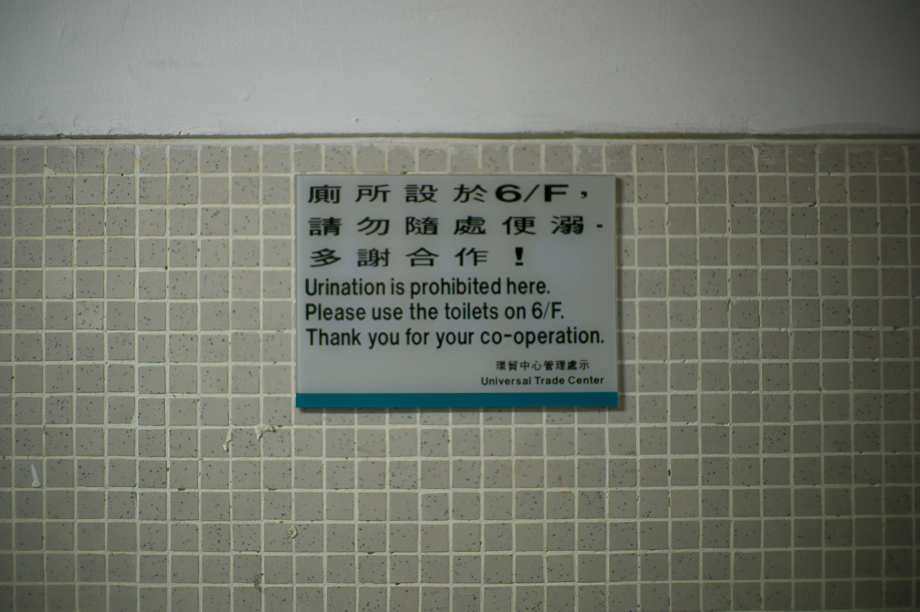 廁所設於6/F，
請勿隨處便溺。
多謝合作！
Urination is prohibited here.
Please use the toilets on 6/F.
Thank you for your co-operation.
環貿中心管理處示
Universal Trade Center